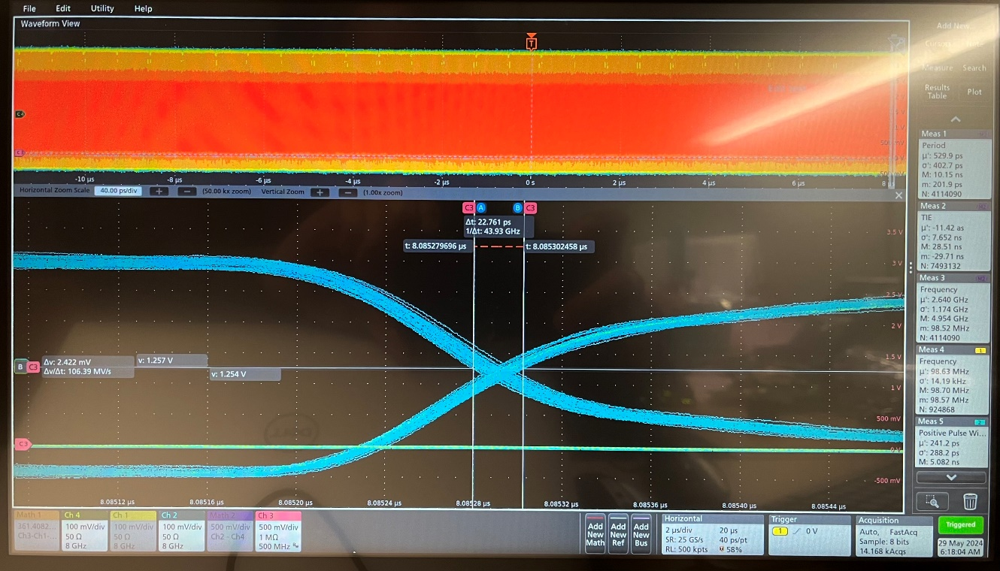 File Edit Utility Help
Waveform View
Add New...
T
Measure Search
Results
Table
Plot
C4
C3
-10 µs -8 µs -6 µs -4 µs -2 µs 0 s 2 µs 4 µs 6 µs 8
Horizontal Zoom Scale 40.00 ps/div + − (50.00 kx zoom) Vertical Zoom + − (1.00x zoom)
C3 A B C3
Δt: 22.761 ps
1/Δt: 43.93 GHz
t: 8.085279696 µs t: 8.085302458 µs
3.5 V
3 V
2.5 V
2 V
1.5 V
1 V
500 mV
0 V
-500 mV
B C3
Δv: 2.422 mV
Δv/Δt: 106.39 MV/s
v: 1.257 V
v: 1.254 V
C3
8.08512 µs 8.08516 µs 8.08520 µs 8.08524 µs 8.08528 µs 8.08532 µs 8.08536 µs 8.08540 µs 8.08544 µs
Meas 1
Period
µ': 529.9 ps
σ': 402.7 ps
M: 10.15 ns
m: 201.9 ps
N: 4114090
Meas 2
TIE
µ': -11.42 as
σ': 7.652 ns
M: 28.51 ns
m: -29.71 ns
N: 7493132
Meas 3
Frequency
µ': 2.640 GHz
σ': 1.174 GHz
M: 4.954 GHz
m: 98.52 MHz
N: 4114090
Meas 4 1
Frequency
µ': 98.63 MHz
σ': 14.19 kHz
M: 98.70 MHz
m: 98.57 MHz
N: 924868
Meas 5 2
Positive Pulse Wi...
µ': 241.2 ps
σ': 288.2 ps
M: 5.082 ns
Math 1
361.4082...
Ch3-Ch1-...
Ch 4
100 mV/div
50 Ω
8 GHz
Ch 1
100 mV/div
50 Ω
8 GHz
Ch 2
100 mV/div
50 Ω
8 GHz
Math 2
500 mV/div
Ch2 - Ch4
Ch 3
500 mV/div
1 MΩ
500 MHz
Add
New
Math
Add
New
Ref
Add
New
Bus
Horizontal
2 µs/div 20 µs
SR: 25 GS/s 40 ps/pt
RL: 500 kpts 58%
Trigger
1 0 V
Acquisition
Auto, FastAcq
Sample: 8 bits
14.168 kAcqs
Triggered
29 May 2024
6:18:04 AM